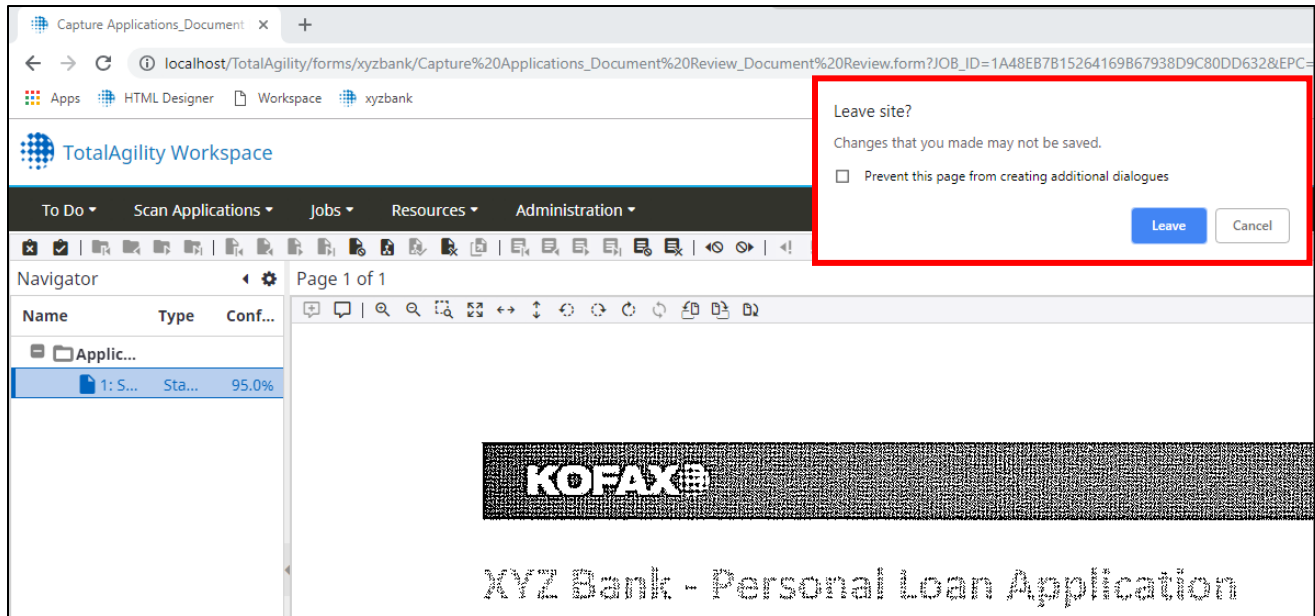 Capture Applications_Document
localhost/TotalAgility/forms/xyzbank/Capture%20Applications_Document%20Review_Document%20Review.form?JOB_ID=1A48EB7B15264169B67938D9C80DD632&EPC=
Apps HTML Designer Workspace xyzbank
Leave site?
Changes that you made may not be saved.
Prevent this page from creating additional dialogues
Leave Cancel
TotalAgility Workspace
To Do Scan Applications Jobs Resources Administration
Navigator Page 1 of 1
Name Type Conf...
Applic...
1: S... Sta... 95.0%
KOFAX
XYZ Bank - Personal Loan Application